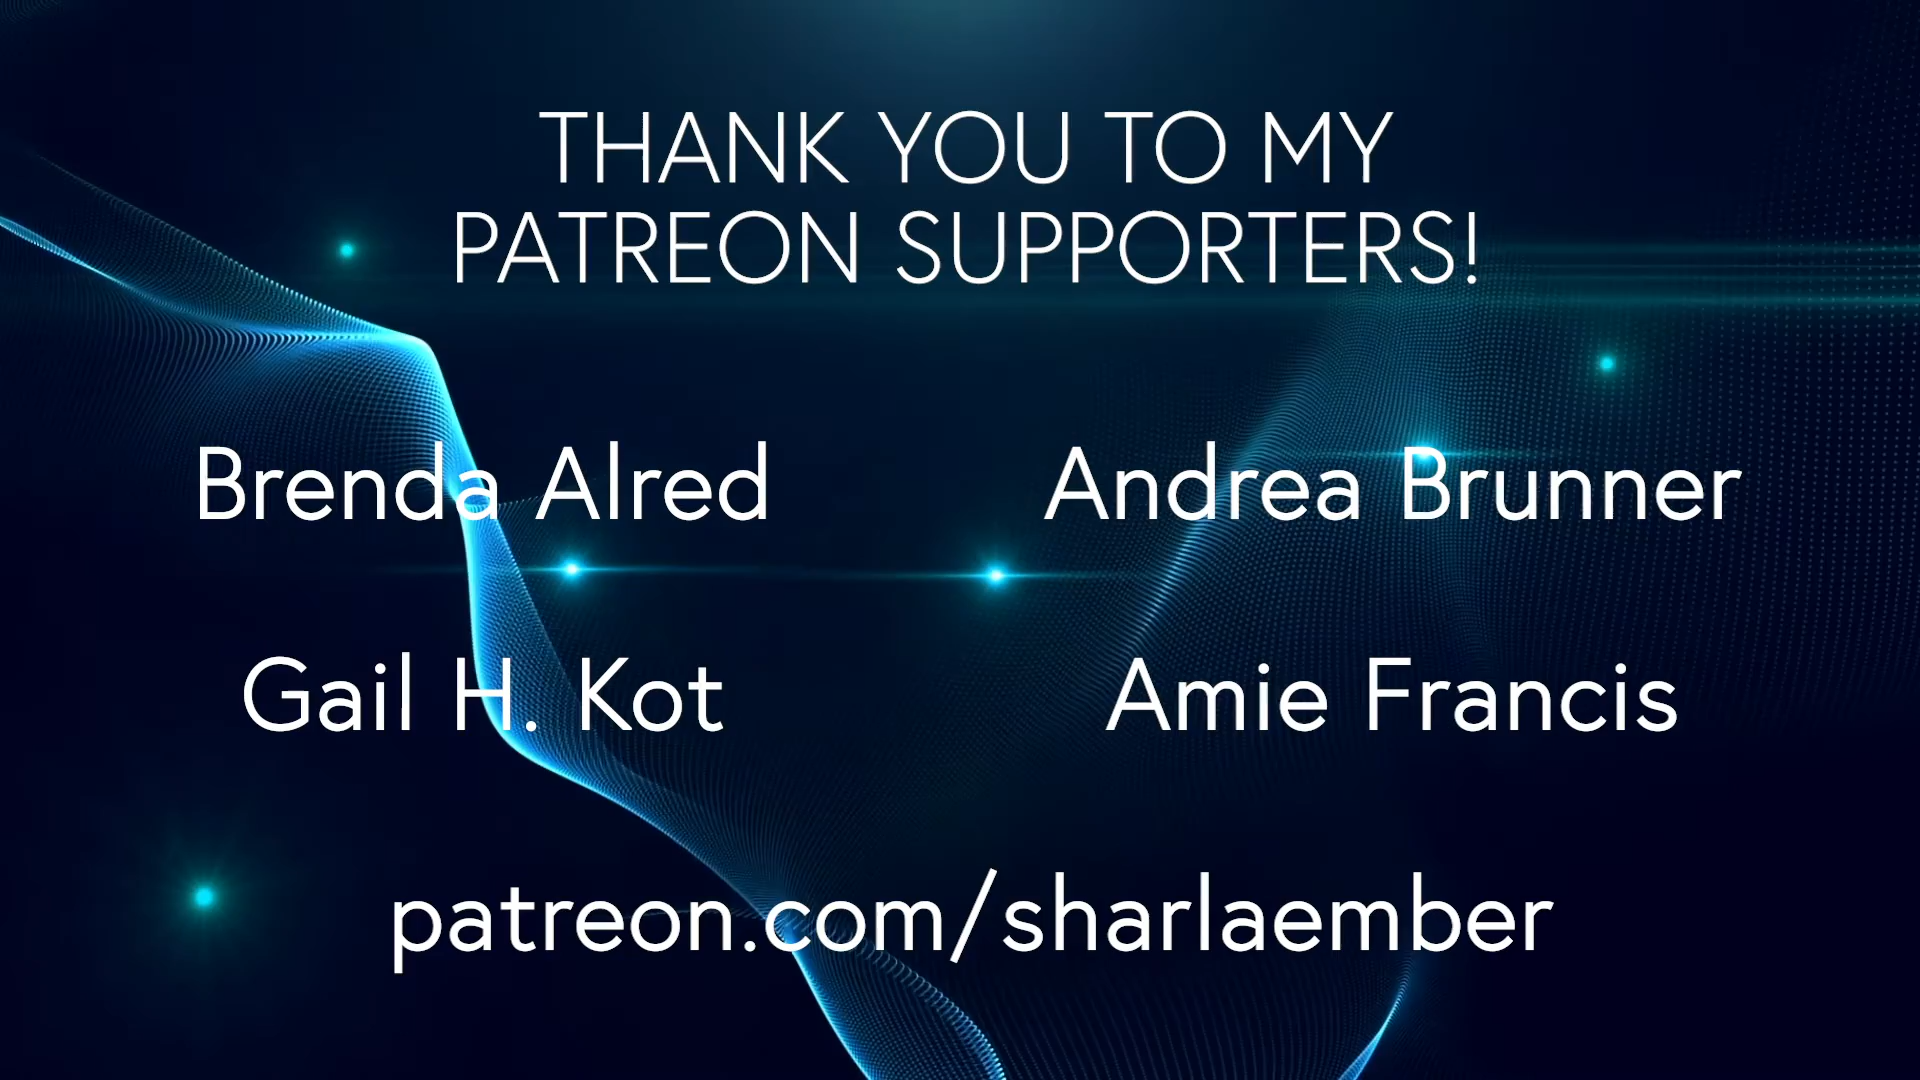 THANK YOU TO MY
PATREON SUPPORTERS!
Brenda Alred
Andrea Brunner
Gail H. Kot
Amie Francis
patreon.com/sharlaember